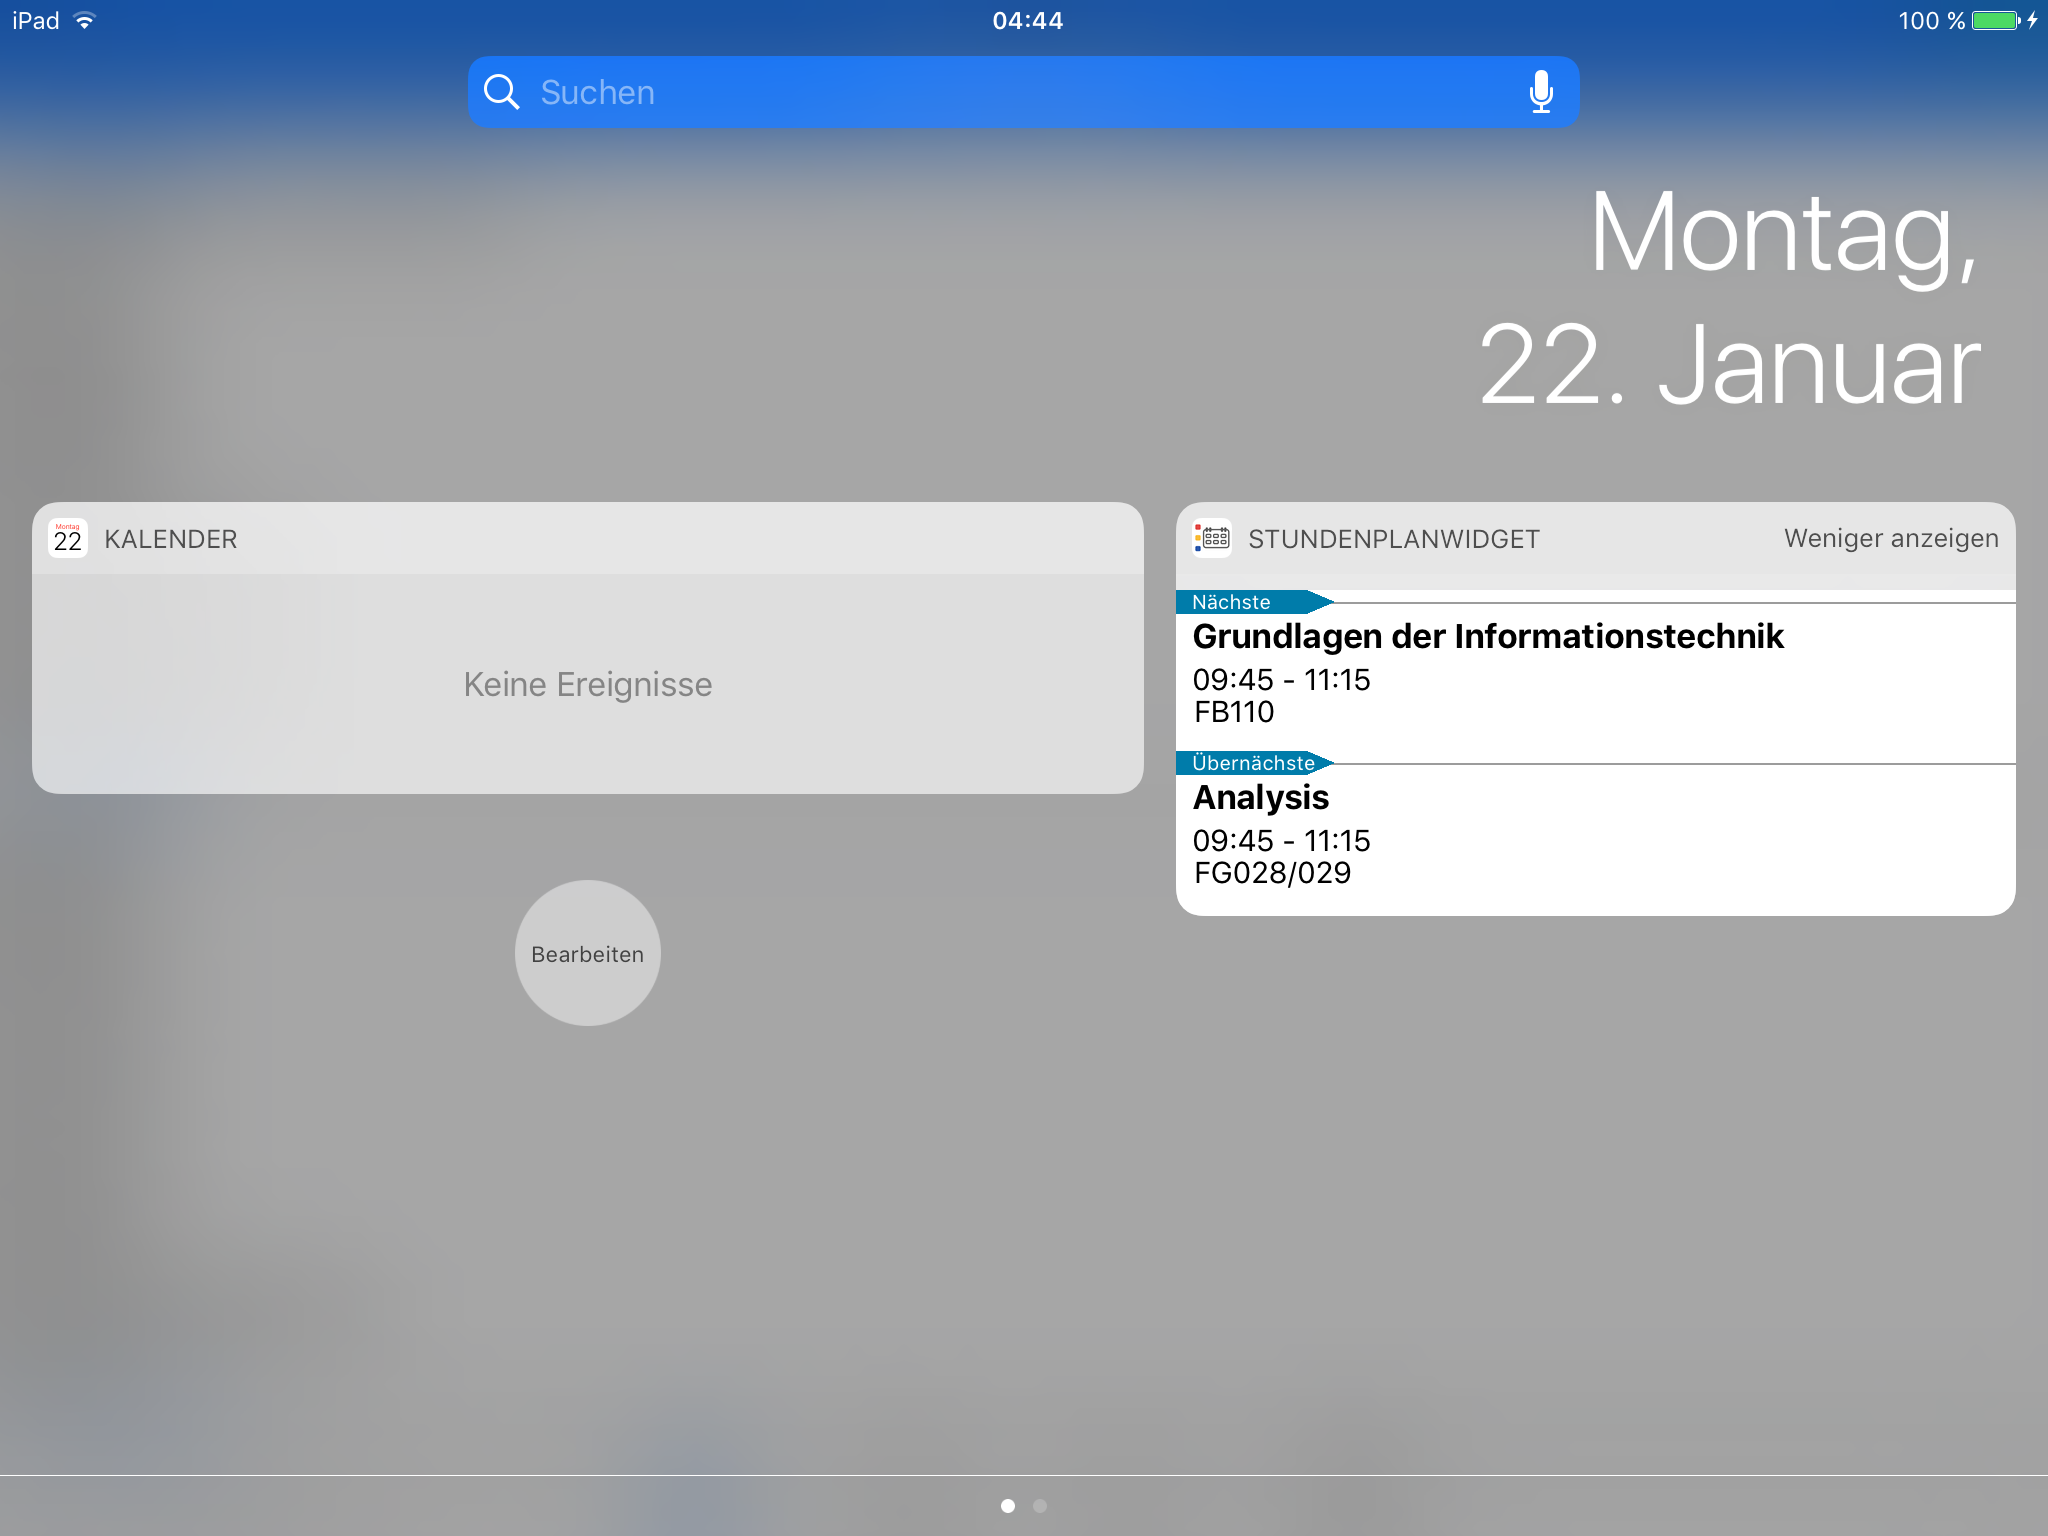 iPad 04:44 100 %
Suchen
Montag,
22. Januar
Montag
22 KALENDER
Keine Ereignisse
Bearbeiten
STUNDENPLANWIDGET Weniger anzeigen
Nächste
Grundlagen der Informationstechnik
09:45 - 11:15
FB110
Übernächste
Analysis
09:45 - 11:15
FG028/029